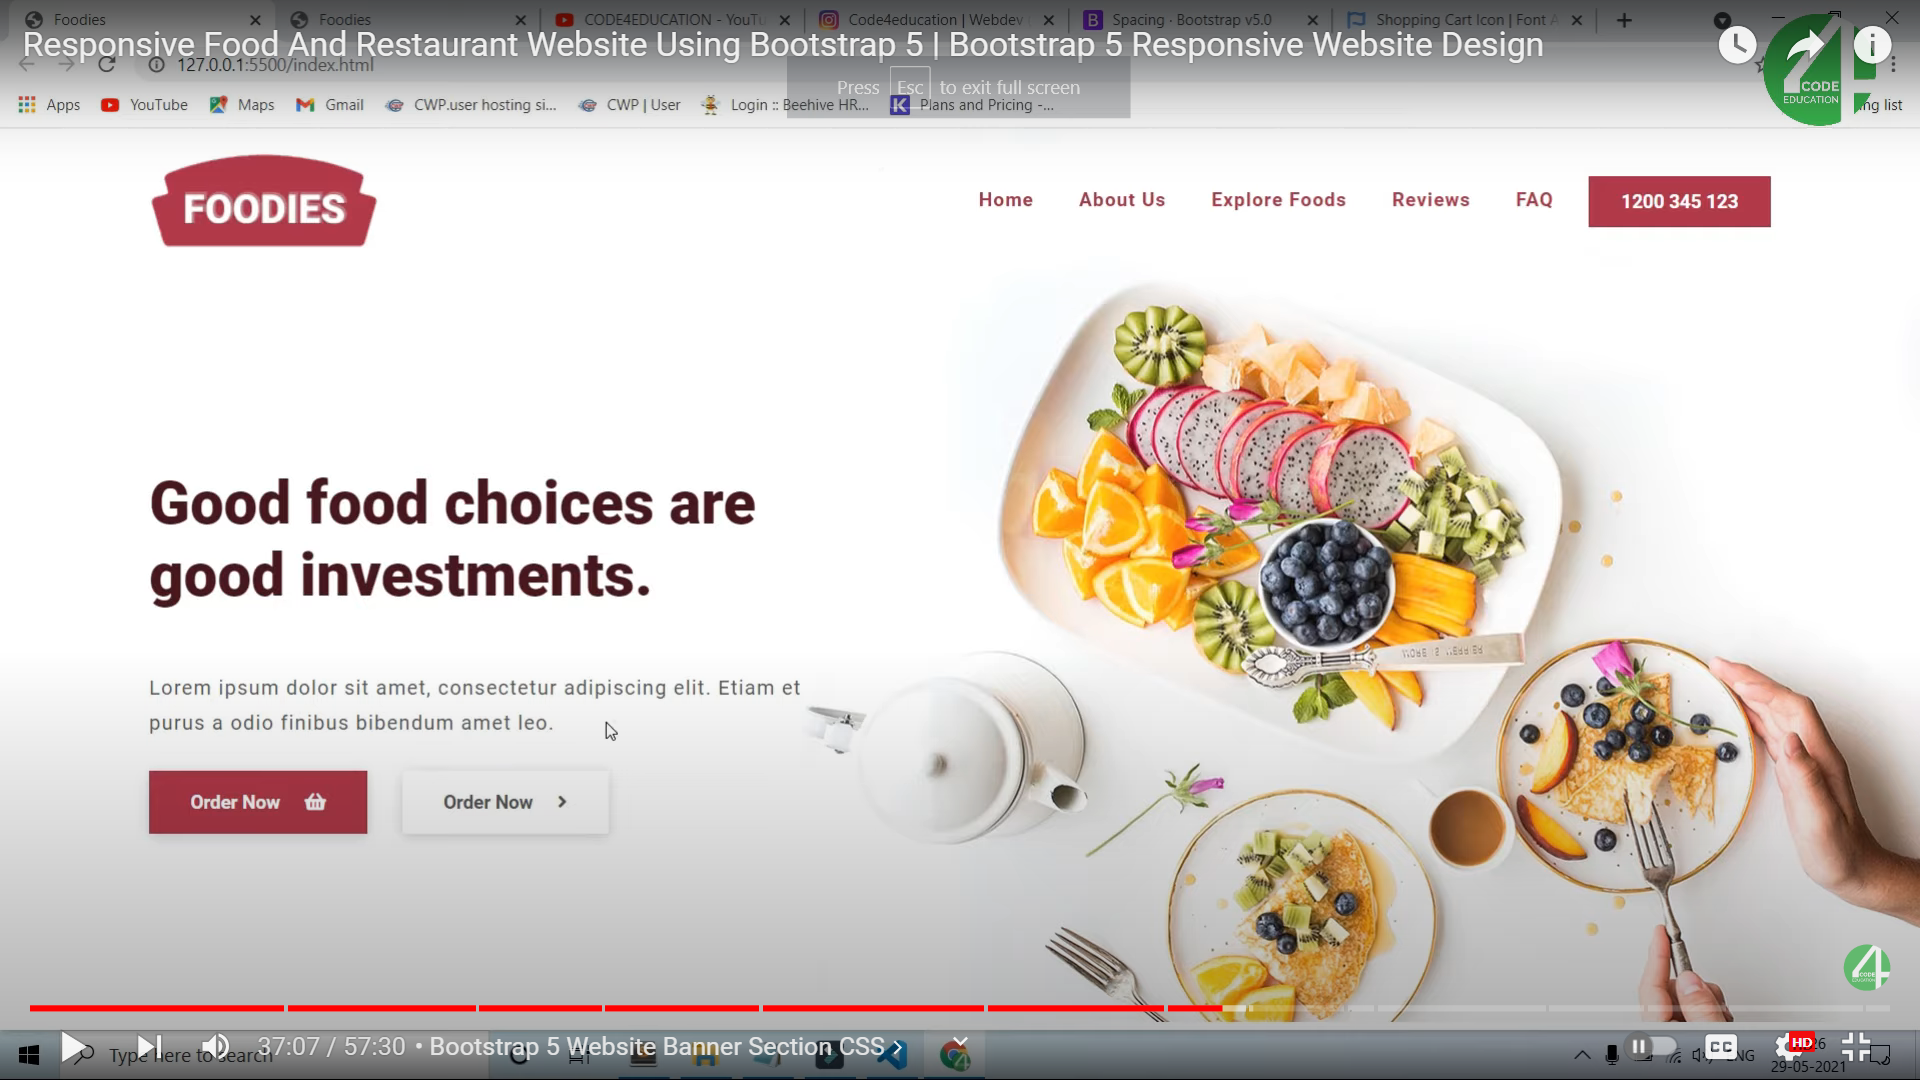 Foodies
Foodies
CODE4EDUCATION - YouTu
Code4education | Webdev
Spacing · Bootstrap v5.0
Shopping Cart Icon | Font A
Responsive Food And Restaurant Website Using Bootstrap 5 | Bootstrap 5 Responsive Website Design
127.0.0.1:5500/index.html
Press Esc to exit full screen
Apps
YouTube
Maps
Gmail
CWP.user hosting si...
CWP | User
Login :: Beehive HR...
Plans and Pricing -...
ng list
4
CODE
EDUCATION
FOODIES
Home
About Us
Explore Foods
Reviews
FAQ
1200 345 123
Good food choices are
good investments.
Lorem ipsum dolor sit amet, consectetur adipiscing elit. Etiam et
purus a odio finibus bibendum amet leo.
Order Now
Order Now
4
CODE
EDUCATION
Type here to search
37:07 / 57:30 • Bootstrap 5 Website Banner Section CSS
CC
HD
26
ENG
29-05-2021